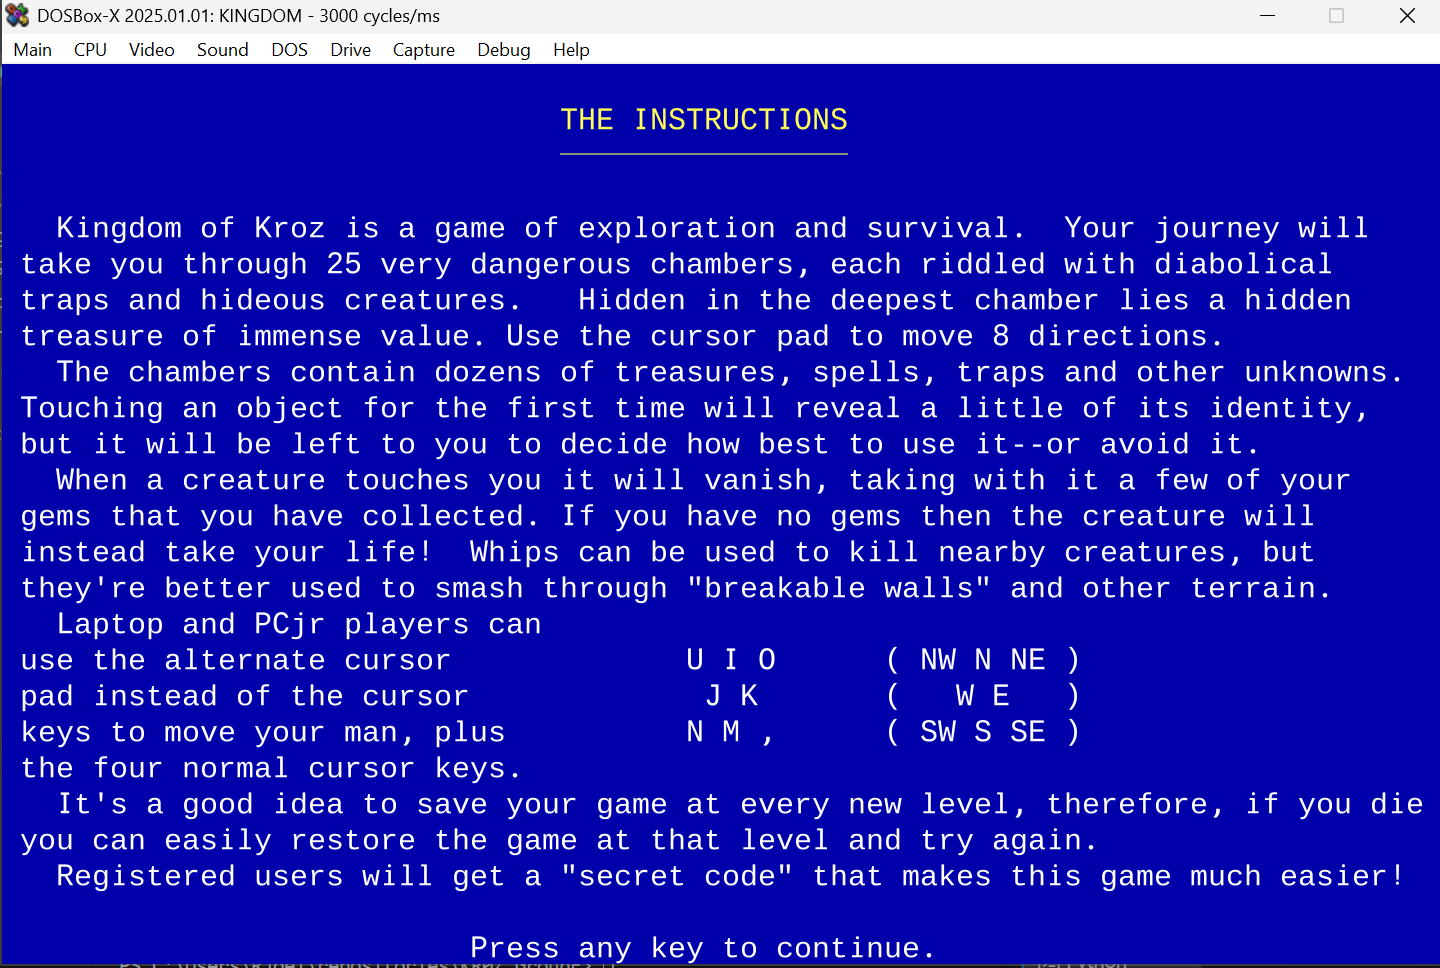 DOSBox-X 2025.01.01: KINGDOM - 3000 cycles/ms
Main CPU Video Sound DOS Drive Capture Debug Help
THE INSTRUCTIONS
Kingdom of Kroz is a game of exploration and survival.  Your journey will
take you through 25 very dangerous chambers, each riddled with diabolical
traps and hideous creatures.   Hidden in the deepest chamber lies a hidden
treasure of immense value. Use the cursor pad to move 8 directions.
The chambers contain dozens of treasures, spells, traps and other unknowns.
Touching an object for the first time will reveal a little of its identity,
but it will be left to you to decide how best to use it--or avoid it.
When a creature touches you it will vanish, taking with it a few of your
gems that you have collected. If you have no gems then the creature will
instead take your life!  Whips can be used to kill nearby creatures, but
they're better used to smash through "breakable walls" and other terrain.
Laptop and PCjr players can
use the alternate cursor            U I O      ( NW N NE )
pad instead of the cursor            J K       (   W E   )
keys to move your man, plus         N M ,      ( SW S SE )
the four normal cursor keys.
It's a good idea to save your game at every new level, therefore, if you die
you can easily restore the game at that level and try again.
Registered users will get a "secret code" that makes this game much easier!
Press any key to continue.